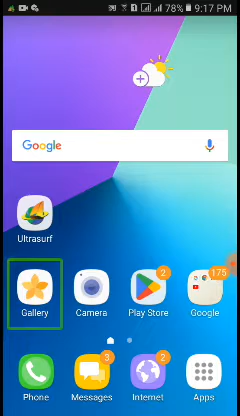 78% 9:17 PM
Google
Ultrasurf
2 175
Gallery Camera Play Store Google
3 2
Phone Messages Internet Apps